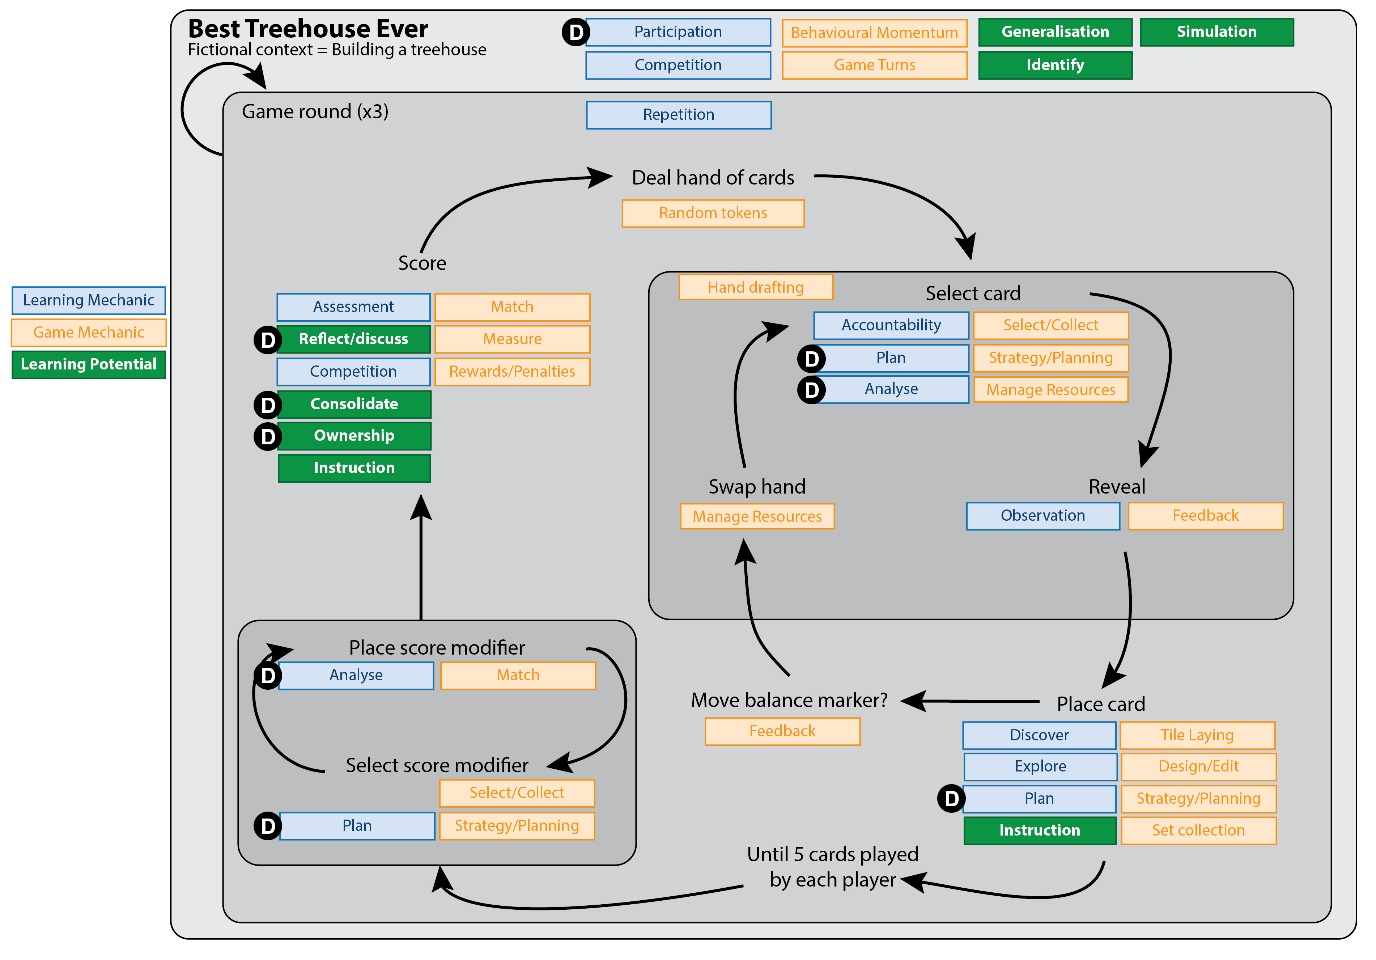 Best Treehouse Ever
Fictional context = Building a treehouse
D
Participation
Behavioural Momentum
Generalisation
Simulation
Competition
Game Turns
Identify
Game round (x3)
Repetition
Deal hand of cards
Random tokens
Score
Assessment
Match
D
Reflect/discuss
Measure
Competition
Rewards/Penalties
D
Consolidate
D
Ownership
Instruction
Learning Mechanic
Game Mechanic
Learning Potential
Hand drafting
Select card
Accountability
Select/Collect
D
Plan
Strategy/Planning
D
Analyse
Manage Resources
Swap hand
Manage Resources
Reveal
Observation
Feedback
Place score modifier
D
Analyse
Match
Select score modifier
Select/Collect
D
Plan
Strategy/Planning
Move balance marker?
Feedback
Place card
Discover
Tile Laying
Explore
Design/Edit
D
Plan
Strategy/Planning
Instruction
Set collection
Until 5 cards played
by each player